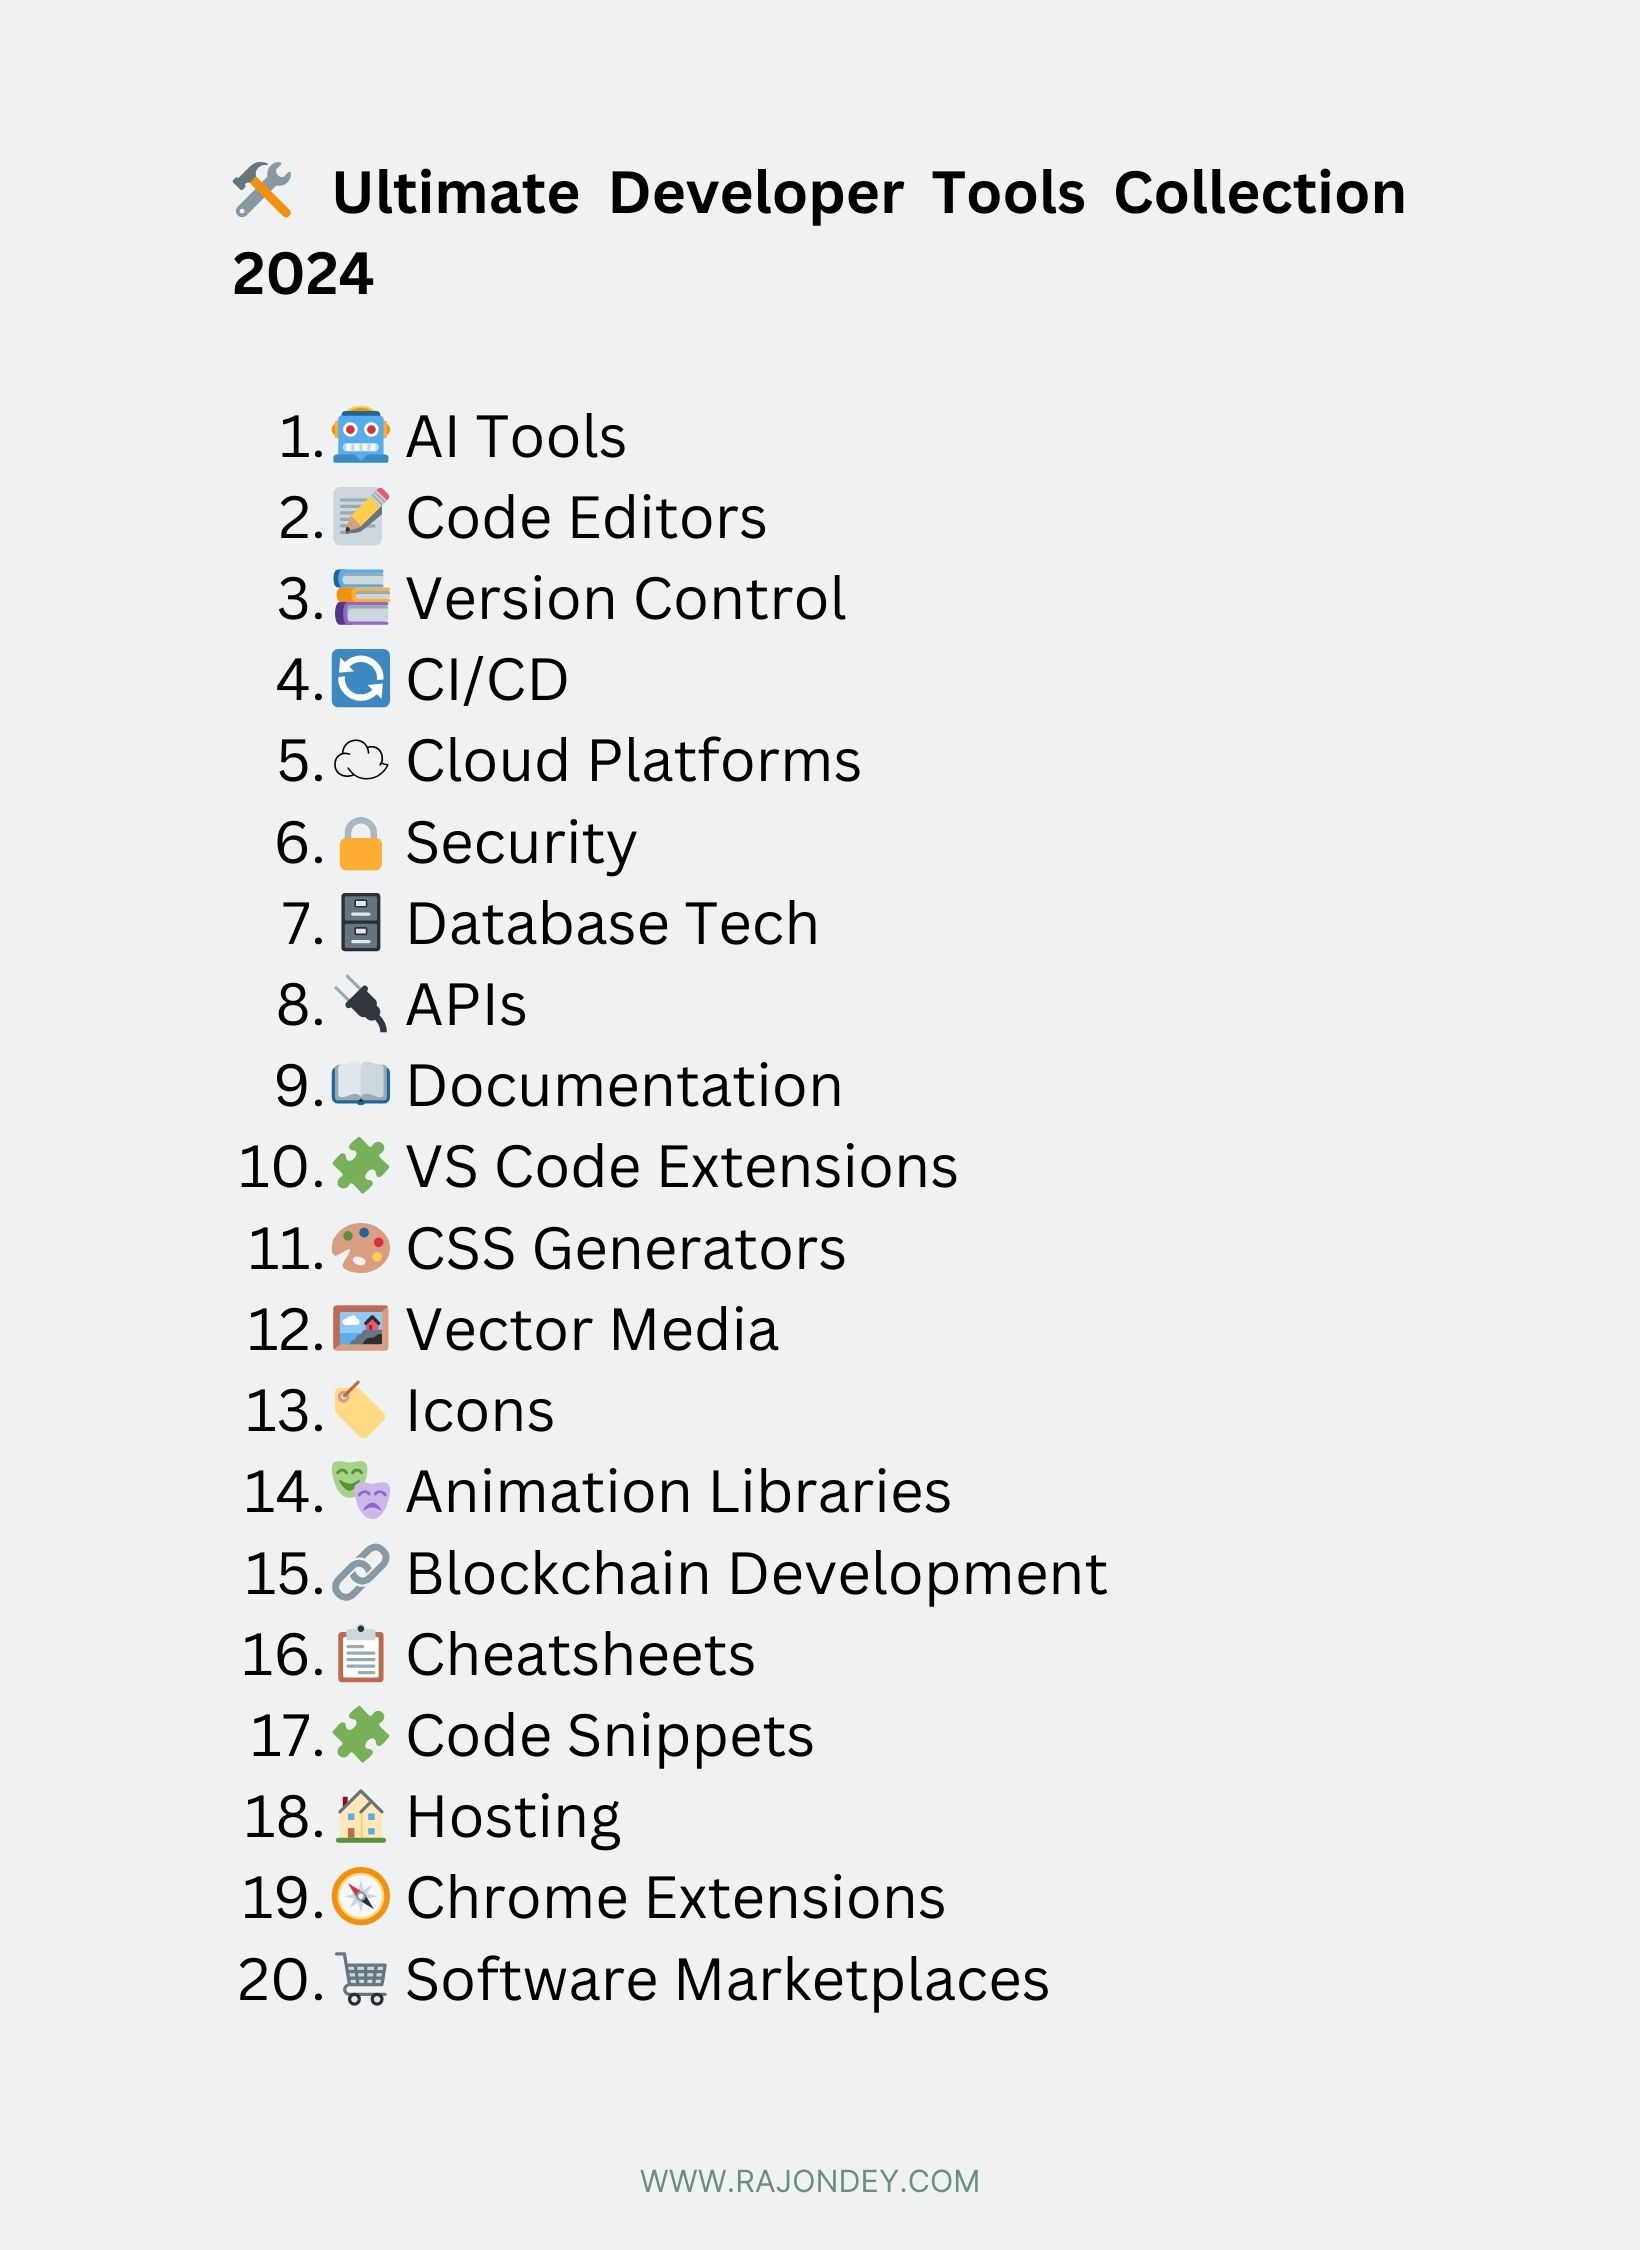 🛠 Ultimate Developer Tools Collection
2024
1. 🤖 AI Tools
2. 📝 Code Editors
3. 📚 Version Control
4. 🔄 CI/CD
5. ☁ Cloud Platforms
6. 🔒 Security
7. 🗄 Database Tech
8. 🔌 APIs
9. 📖 Documentation
10. 🧩 VS Code Extensions
11. 🎨 CSS Generators
12. 🖼 Vector Media
13. 🏷 Icons
14. 🎭 Animation Libraries
15. 🔗 Blockchain Development
16. 📋 Cheatsheets
17. 🧩 Code Snippets
18. 🏠 Hosting
19. 🧭 Chrome Extensions
20. 🛒 Software Marketplaces
WWW.RAJONDEY.COM